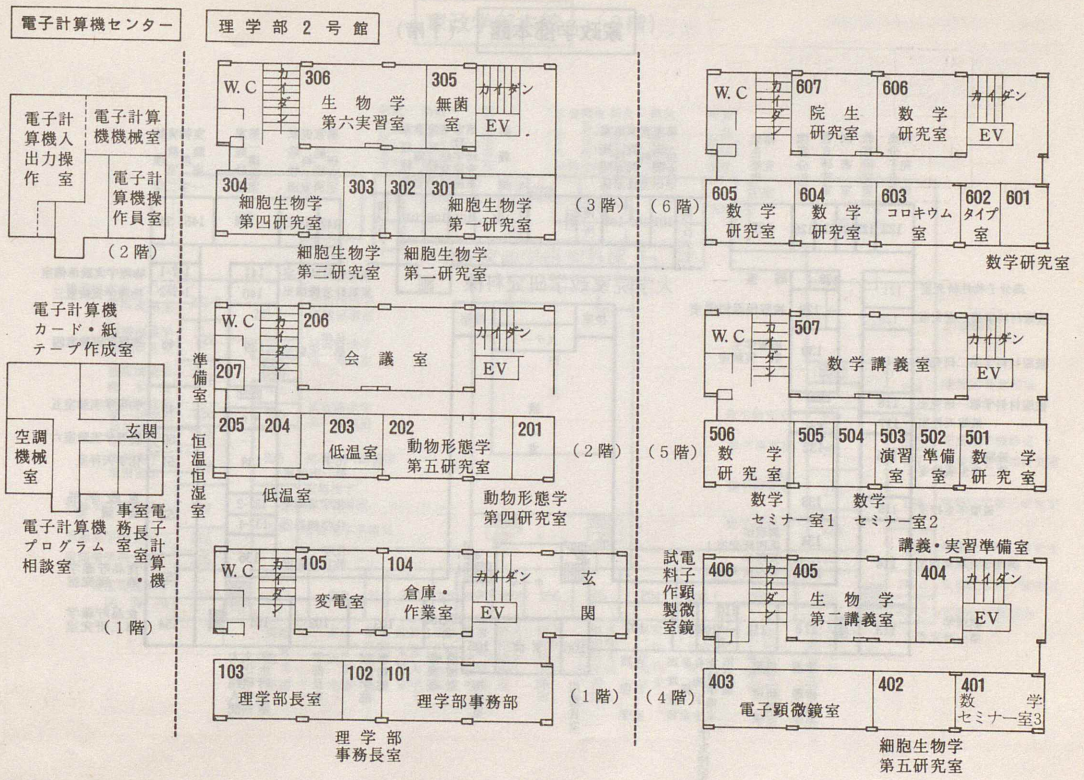 電子計算機センター
電子計
算機入
出力操
作室
電子計算
機機械室
電子計
算機操
作員室
(2階)
電子計算機
カード・紙
テープ作成室
空調
機械
室
玄関
電子計算機
プログラム
相談室
電子計算機
室長室・
事務室
(1階)
理学部2号館
W.C
カイダン
306
生物学
第六実習室
305
無菌
室
カイダン
EV
304
細胞生物学
第四研究室
303
302
301
細胞生物学
第一研究室
(3階)
細胞生物学
第三研究室
細胞生物学
第二研究室
W.C
カイダン
206
会議室
カイダン
EV
準備室
207
恒温恒湿室
205
204
203
低温室
202
動物形態学
第五研究室
201
(2階)
低温室
動物形態学
第四研究室
W.C
カイダン
105
変電室
104
倉庫・
作業室
カイダン
EV
玄
関
103
理学部長室
102
101
理学部事務部
(1階)
理学部
事務長室
W.C
カイダン
607
院生
研究室
606
数学
研究室
カイダン
EV
(6階)
605
数学
研究室
604
数学
研究室
603
コロキウム
室
602
タイプ
室
601
数学研究室
W.C
カイダン
507
数学講義室
カイダン
EV
(5階)
506
数学
研究室
505
504
503
演習
室
502
準備
室
501
数学
研究室
数学
セミナー室1
数学
セミナー室2
講義・実習準備室
電子顕微鏡
試料作製室
406
カイダン
405
生物学
第二講義室
404
カイダン
EV
(4階)
403
電子顕微鏡室
402
401
数学
セミナー室3
細胞生物学
第五研究室